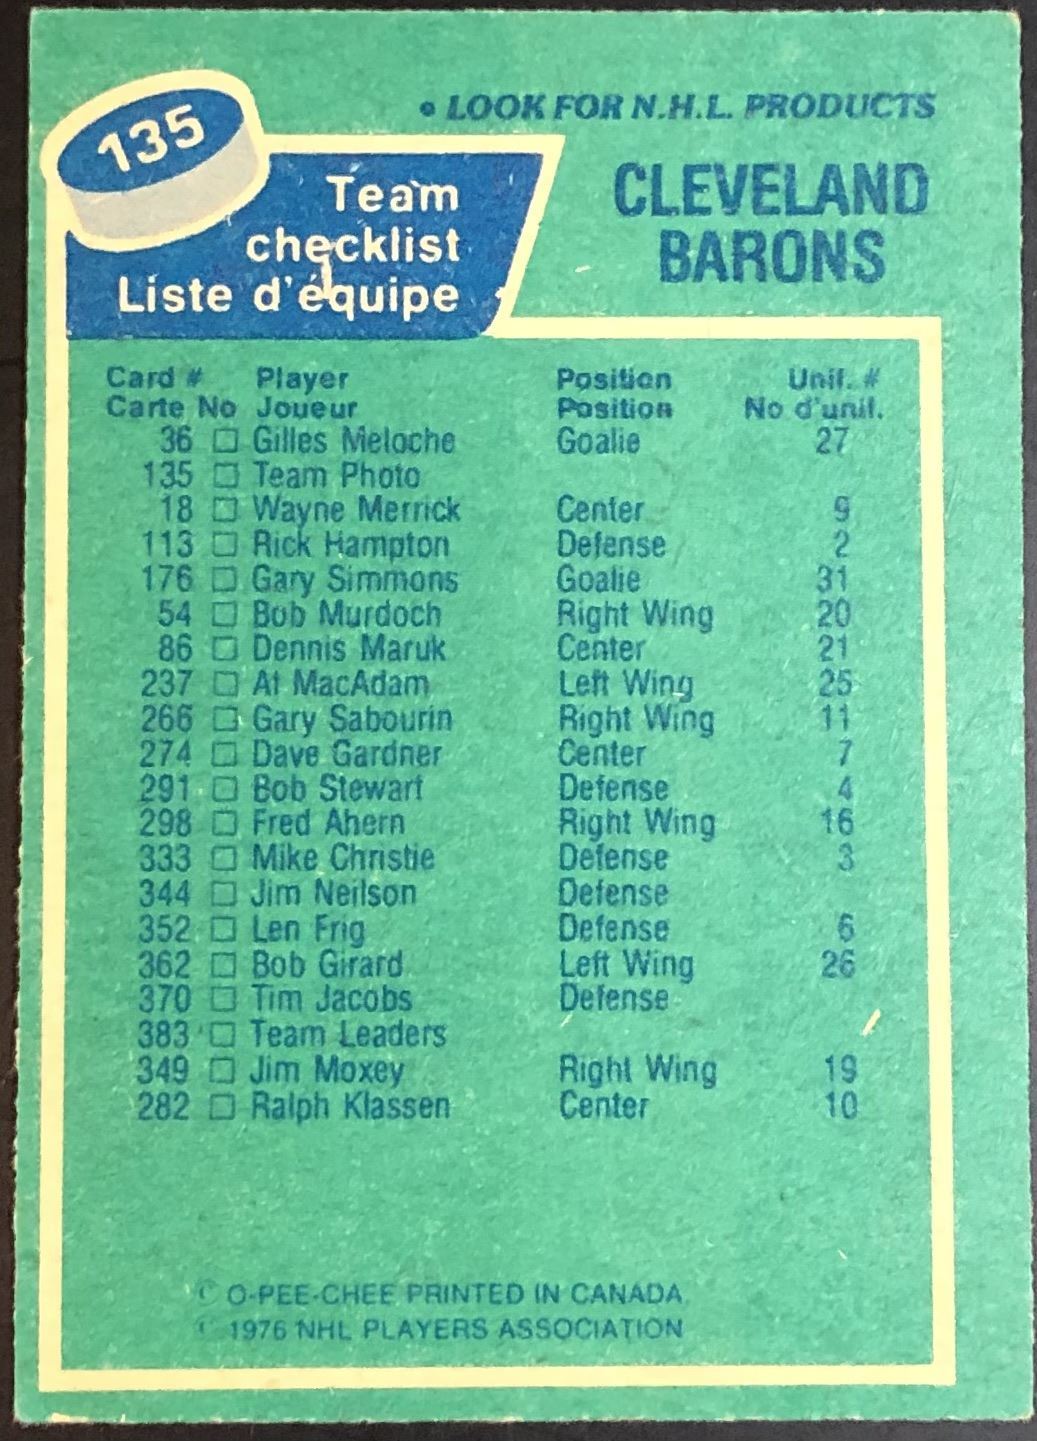 • LOOK FOR N.H.L. PRODUCTS
135
Team
checklist
Liste d'équipe
CLEVELAND
BARONS
Card # Player Position Unif. #
Carte No Joueur Position No d'unif.
36 □ Gilles Meloche Goalie 27
135 □ Team Photo
18 □ Wayne Merrick Center 9
113 □ Rick Hampton Defense 2
176 □ Gary Simmons Goalie 31
54 □ Bob Murdoch Right Wing 20
86 □ Dennis Maruk Center 21
237 □ Al MacAdam Left Wing 25
266 □ Gary Sabourin Right Wing 11
274 □ Dave Gardner Center 7
291 □ Bob Stewart Defense 4
298 □ Fred Ahern Right Wing 16
333 □ Mike Christie Defense 3
344 □ Jim Neilson Defense
352 □ Len Frig Defense 6
362 □ Bob Girard Left Wing 26
370 □ Tim Jacobs Defense
383 □ Team Leaders
349 □ Jim Moxey Right Wing 19
282 □ Ralph Klassen Center 10
© O-PEE-CHEE PRINTED IN CANADA
© 1976 NHL PLAYERS ASSOCIATION